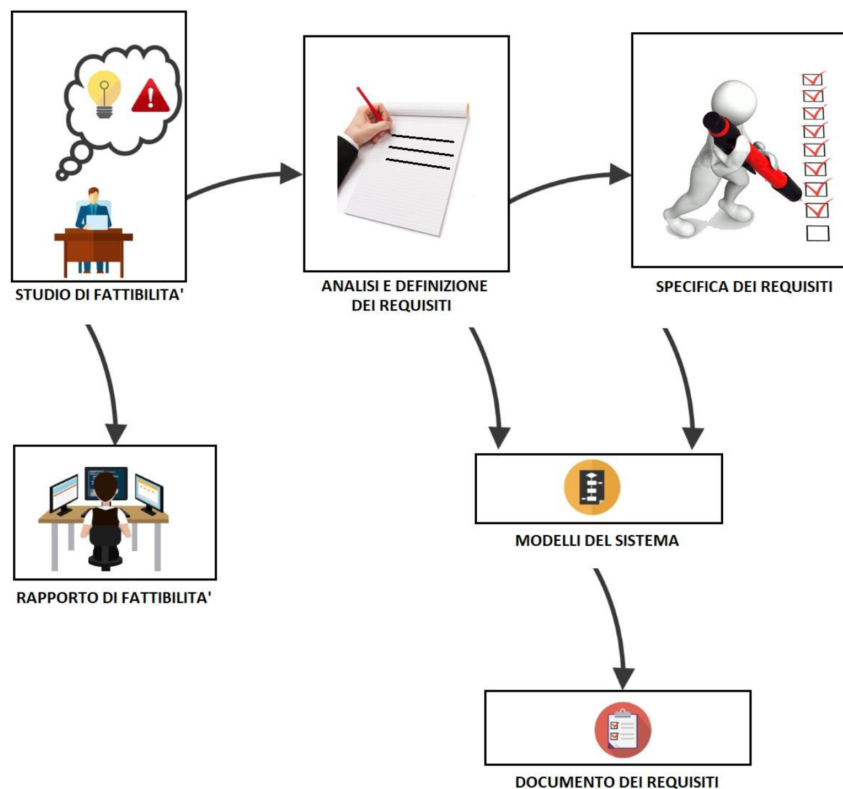 STUDIO DI FATTIBILITA'
ANALISI E DEFINIZIONE
DEI REQUISITI
SPECIFICA DEI REQUISITI
RAPPORTO DI FATTIBILITA'
MODELLI DEL SISTEMA
DOCUMENTO DEI REQUISITI